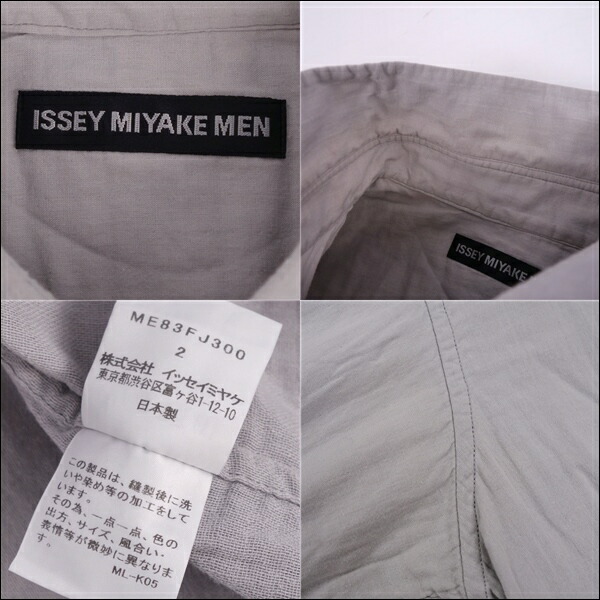 ISSEY MIYAKE MEN
ISSEY MIYAKE MEN
ME83FJ300
2
株式会社 イッセイミヤケ
東京都渋谷区富ヶ谷1-12-10
日本製
この製品は、縫製後に洗
いや染め等の加工をして
います。
その為、一点一点、色の
出方、サイズ、風合い・
表情等が微妙に異なりま
す。
ML-K05